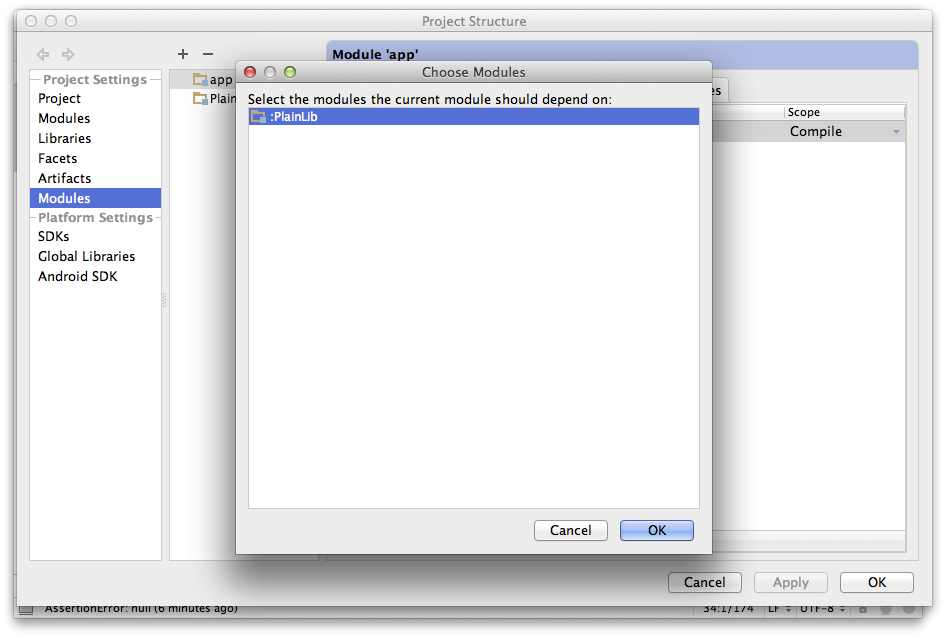 Project Structure
Module 'app'
Project Settings
Project
Modules
Libraries
Facets
Artifacts
Modules
Platform Settings
SDKs
Global Libraries
Android SDK
app
Plain
Choose Modules
Select the modules the current module should depend on:
:PlainLib
Cancel
OK
es
Scope
Compile
Cancel
Apply
OK
AssertionError: null (6 minutes ago)
34:1/174
LF
UTF-8